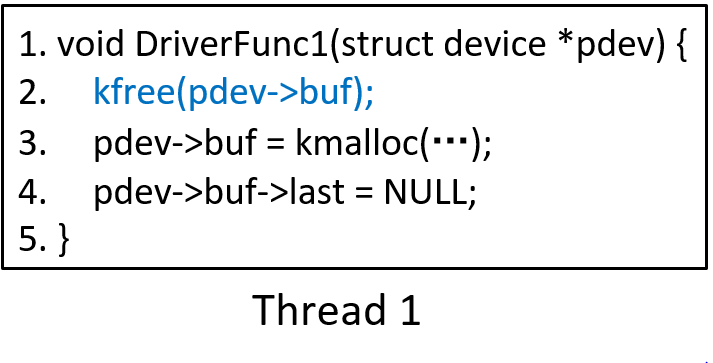 1. void DriverFunc1(struct device *pdev) {
2. kfree(pdev->buf);
3. pdev->buf = kmalloc(⋯);
4. pdev->buf->last = NULL;
5. }
Thread 1